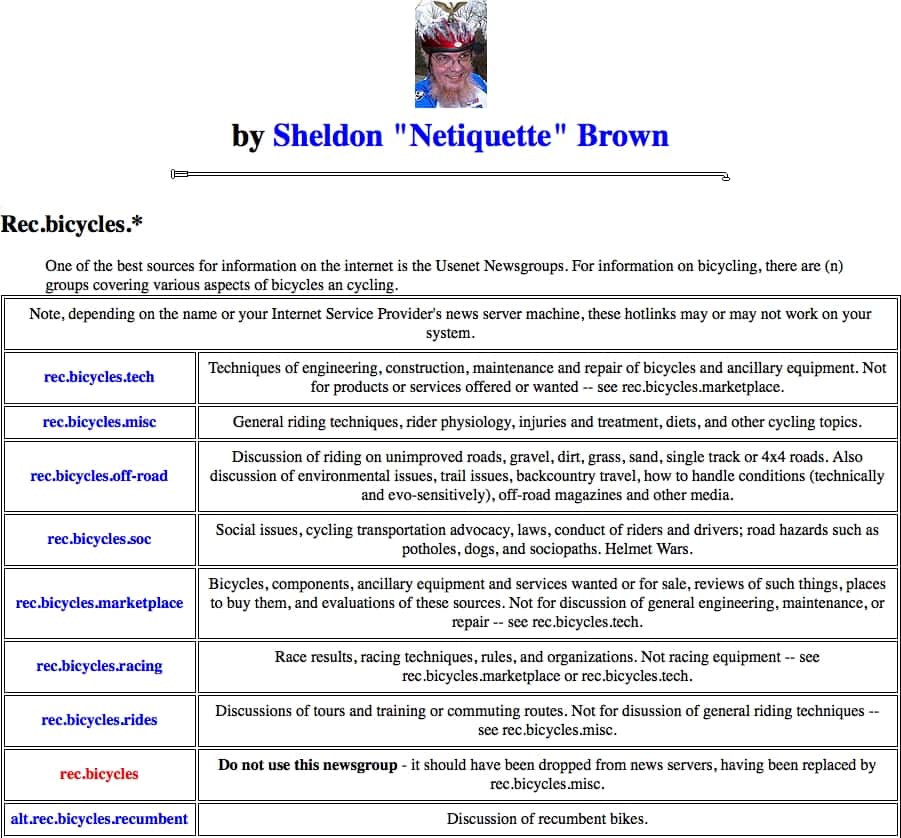 by Sheldon "Netiquette" Brown
Rec.bicycles.*
One of the best sources for information on the internet is the Usenet Newsgroups. For information on bicycling, there are (n)
groups covering various aspects of bicycles an cycling.
Note, depending on the name or your Internet Service Provider's news server machine, these hotlinks may or may not work on your
system.
rec.bicycles.tech
Techniques of engineering, construction, maintenance and repair of bicycles and ancillary equipment. Not
for products or services offered or wanted -- see rec.bicycles.marketplace.
rec.bicycles.misc
General riding techniques, rider physiology, injuries and treatment, diets, and other cycling topics.
rec.bicycles.off-road
Discussion of riding on unimproved roads, gravel, dirt, grass, sand, single track or 4x4 roads. Also
discussion of environmental issues, trail issues, backcountry travel, how to handle conditions (technically
and evo-sensitively), off-road magazines and other media.
rec.bicycles.soc
Social issues, cycling transportation advocacy, laws, conduct of riders and drivers; road hazards such as
potholes, dogs, and sociopaths. Helmet Wars.
rec.bicycles.marketplace
Bicycles, components, ancillary equipment and services wanted or for sale, reviews of such things, places
to buy them, and evaluations of these sources. Not for discussion of general engineering, maintenance, or
repair -- see rec.bicycles.tech.
rec.bicycles.racing
Race results, racing techniques, rules, and organizations. Not racing equipment -- see
rec.bicycles.marketplace or rec.bicycles.tech.
rec.bicycles.rides
Discussions of tours and training or commuting routes. Not for disussion of general riding techniques --
see rec.bicycles.misc.
rec.bicycles
Do not use this newsgroup - it should have been dropped from news servers, having been replaced by
rec.bicycles.misc.
alt.rec.bicycles.recumbent
Discussion of recumbent bikes.